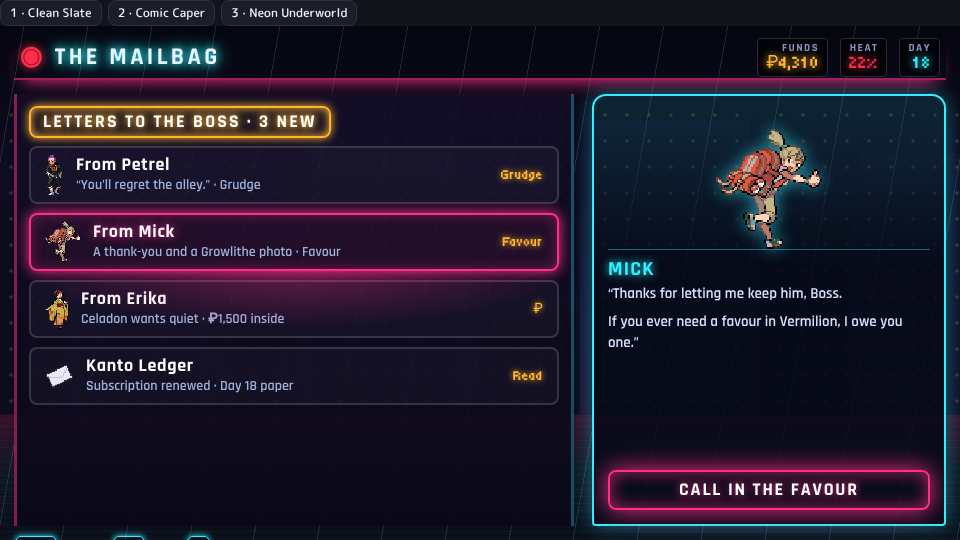 1 · Clean Slate
2 · Comic Caper
3 · Neon Underworld
THE MAILBAG
FUNDS
₽4,310
HEAT
22%
DAY
18
LETTERS TO THE BOSS · 3 NEW
From Petrel
“You’ll regret the alley.” · Grudge
Grudge
From Mick
A thank-you and a Growlithe photo · Favour
Favour
From Erika
Celadon wants quiet · ₽1,500 inside
₽
Kanto Ledger
Subscription renewed · Day 18 paper
Read
MICK
“Thanks for letting me keep him, Boss.
If you ever need a favour in Vermilion, I owe you
one.”
CALL IN THE FAVOUR